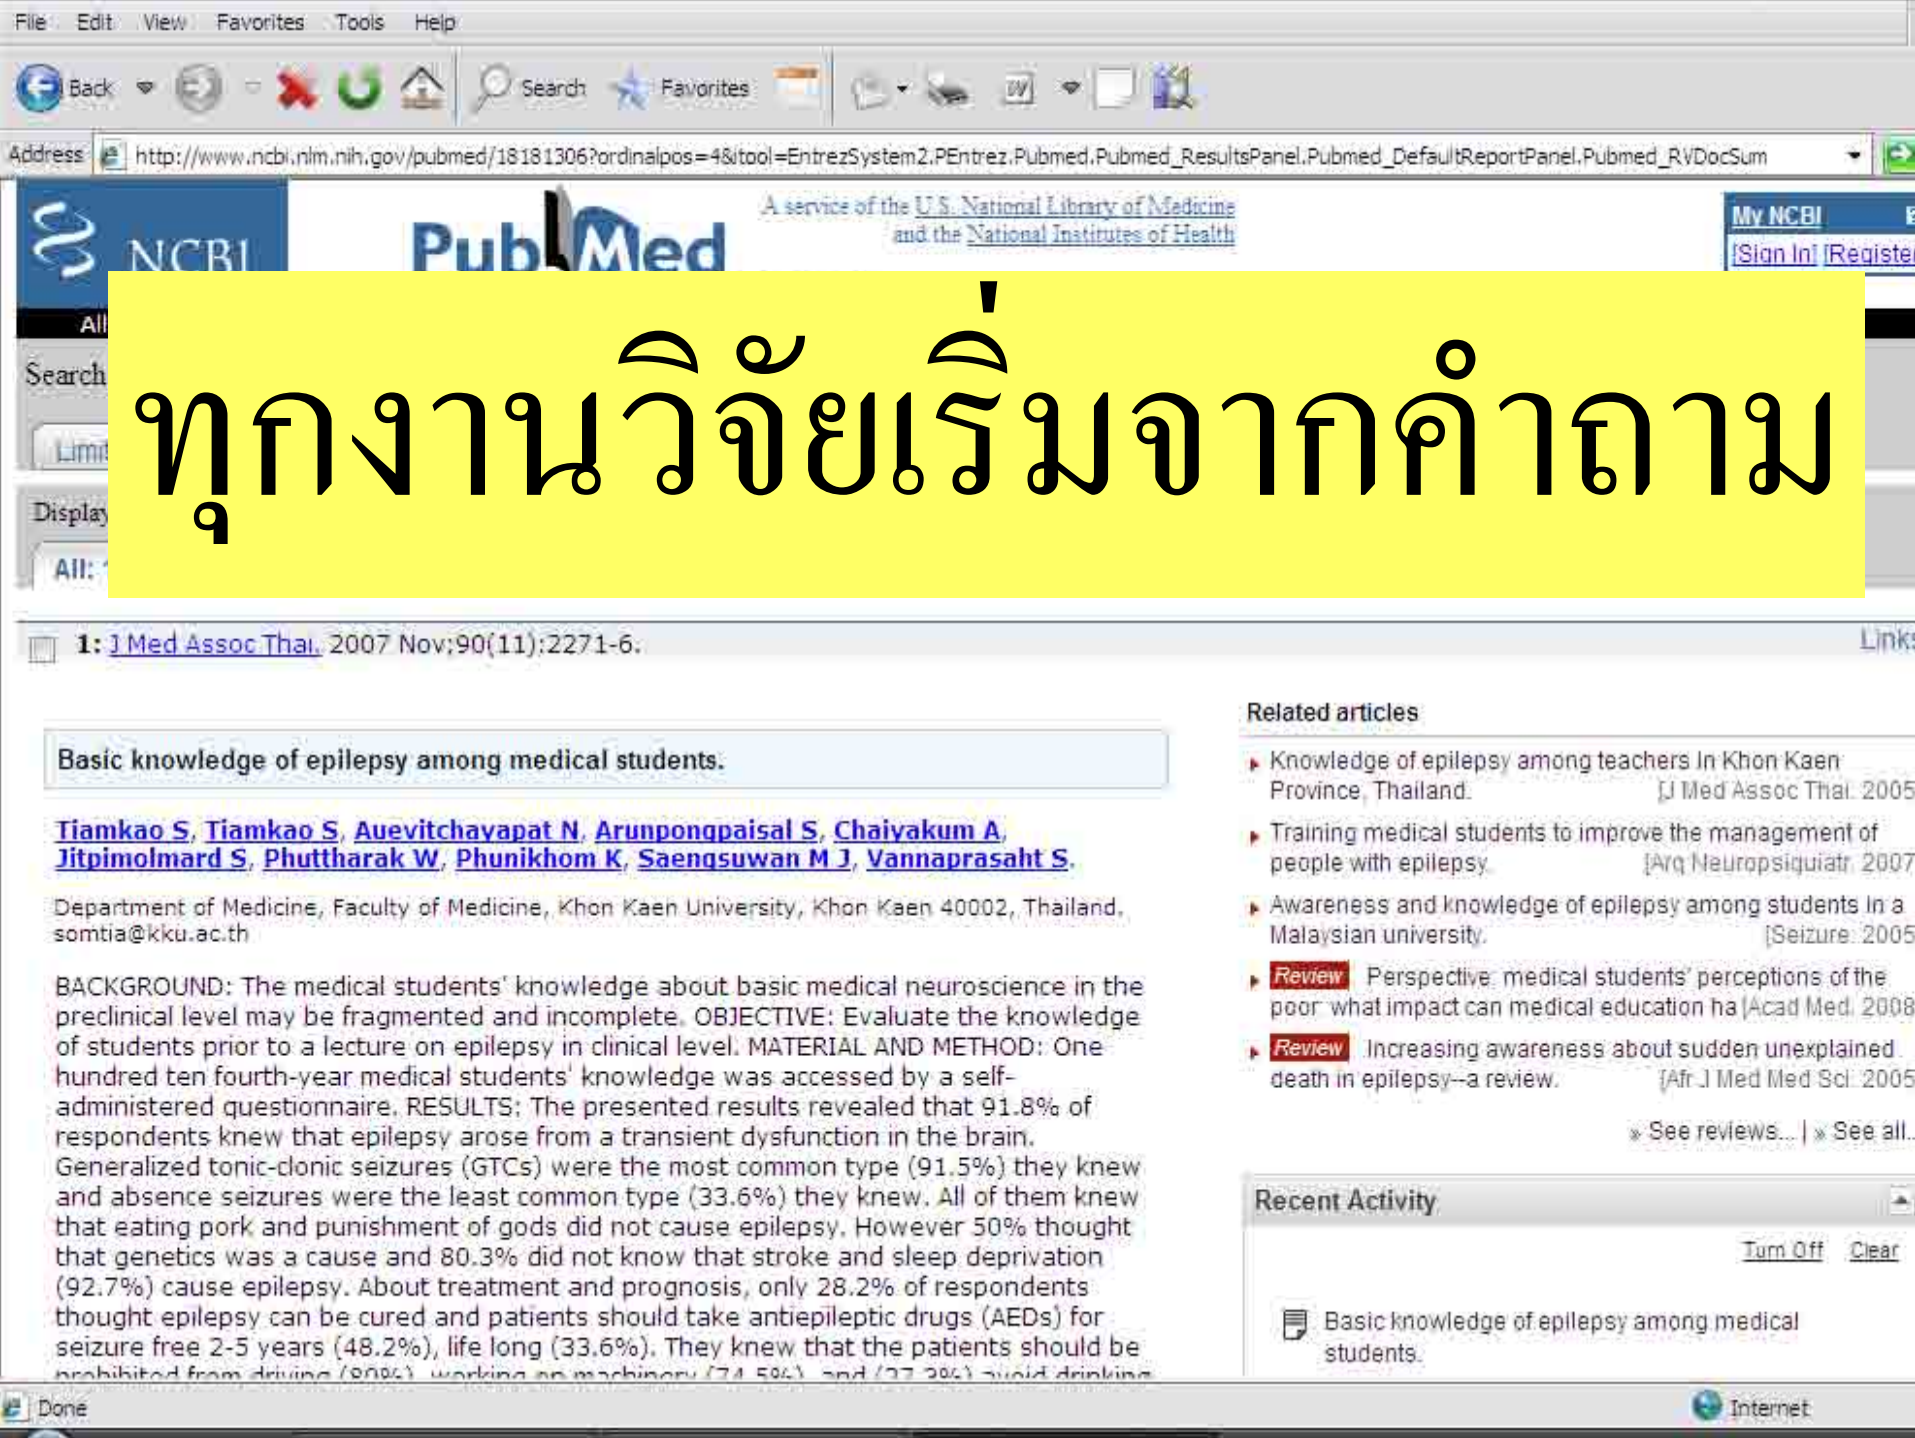 File Edit View Favorites Tools Help
Back Search Favorites
Address http://www.ncbi.nlm.nih.gov/pubmed/18181306?ordinalpos=4&itool=EntrezSystem2.PEntrez.Pubmed.Pubmed_ResultsPanel.Pubmed_DefaultReportPanel.Pubmed_RVDocSum
NCBI
PubMed
A service of the U.S. National Library of Medicine
and the National Institutes of Health
My NCBI
[Sign In] [Register
All
Search
Display
All:
ทุกงานวิจัยเริ่มจากคำถาม
1: J Med Assoc Thai. 2007 Nov;90(11):2271-6.
Links
Basic knowledge of epilepsy among medical students.
Tiamkao S, Tiamkao S, Auevitchayapat N, Arunpongpaisal S, Chaiyakum A,
Jitpimolmard S, Phuttharak W, Phunikhom K, Saengsuwan M J, Vannaprasaht S.
Department of Medicine, Faculty of Medicine, Khon Kaen University, Khon Kaen 40002, Thailand.
somtia@kku.ac.th
BACKGROUND: The medical students' knowledge about basic medical neuroscience in the
preclinical level may be fragmented and incomplete. OBJECTIVE: Evaluate the knowledge
of students prior to a lecture on epilepsy in clinical level. MATERIAL AND METHOD: One
hundred ten fourth-year medical students' knowledge was accessed by a self-
administered questionnaire. RESULTS: The presented results revealed that 91.8% of
respondents knew that epilepsy arose from a transient dysfunction in the brain.
Generalized tonic-clonic seizures (GTCs) were the most common type (91.5%) they knew
and absence seizures were the least common type (33.6%) they knew. All of them knew
that eating pork and punishment of gods did not cause epilepsy. However 50% thought
that genetics was a cause and 80.3% did not know that stroke and sleep deprivation
(92.7%) cause epilepsy. About treatment and prognosis, only 28.2% of respondents
thought epilepsy can be cured and patients should take antiepileptic drugs (AEDs) for
seizure free 2-5 years (48.2%), life long (33.6%). They knew that the patients should be
prohibited from driving (80%), working on machinery (74.5%), and (27.3%) avoid drinking
Related articles
Knowledge of epilepsy among teachers in Khon Kaen
Province, Thailand. [J Med Assoc Thai. 2005
Training medical students to improve the management of
people with epilepsy. [Arq Neuropsiquiatr. 2007
Awareness and knowledge of epilepsy among students in a
Malaysian university. [Seizure. 2005
Review Perspective: medical students' perceptions of the
poor: what impact can medical education ha [Acad Med. 2008
Review Increasing awareness about sudden unexplained
death in epilepsy--a review. [Afr J Med Med Sci. 2005
» See reviews... | » See all..
Recent Activity
Turn Off Clear
Basic knowledge of epilepsy among medical
students.
Done
Internet